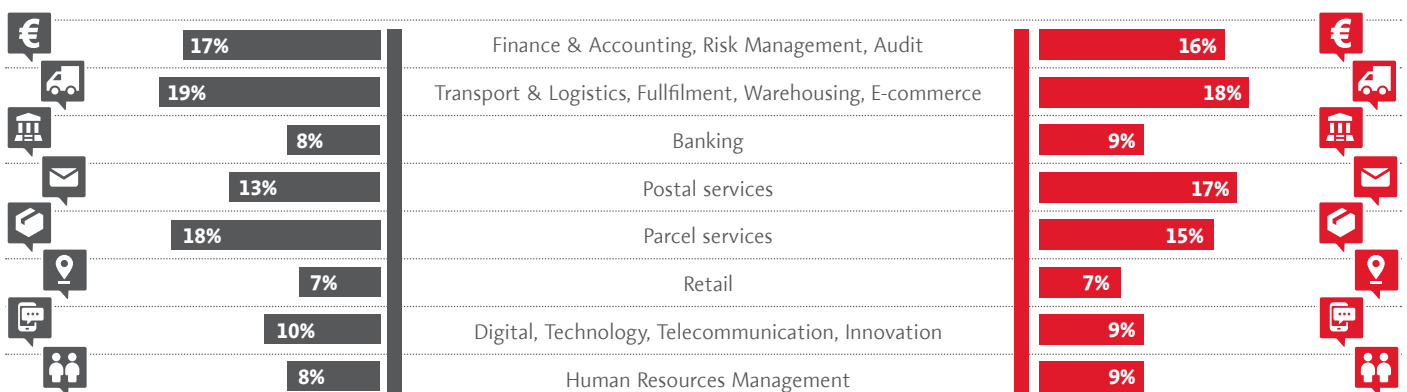 17% Finance & Accounting, Risk Management, Audit 16%
19% Transport & Logistics, Fullfilment, Warehousing, E-commerce 18%
8% Banking 9%
13% Postal services 17%
18% Parcel services 15%
7% Retail 7%
10% Digital, Technology, Telecommunication, Innovation 9%
8% Human Resources Management 9%